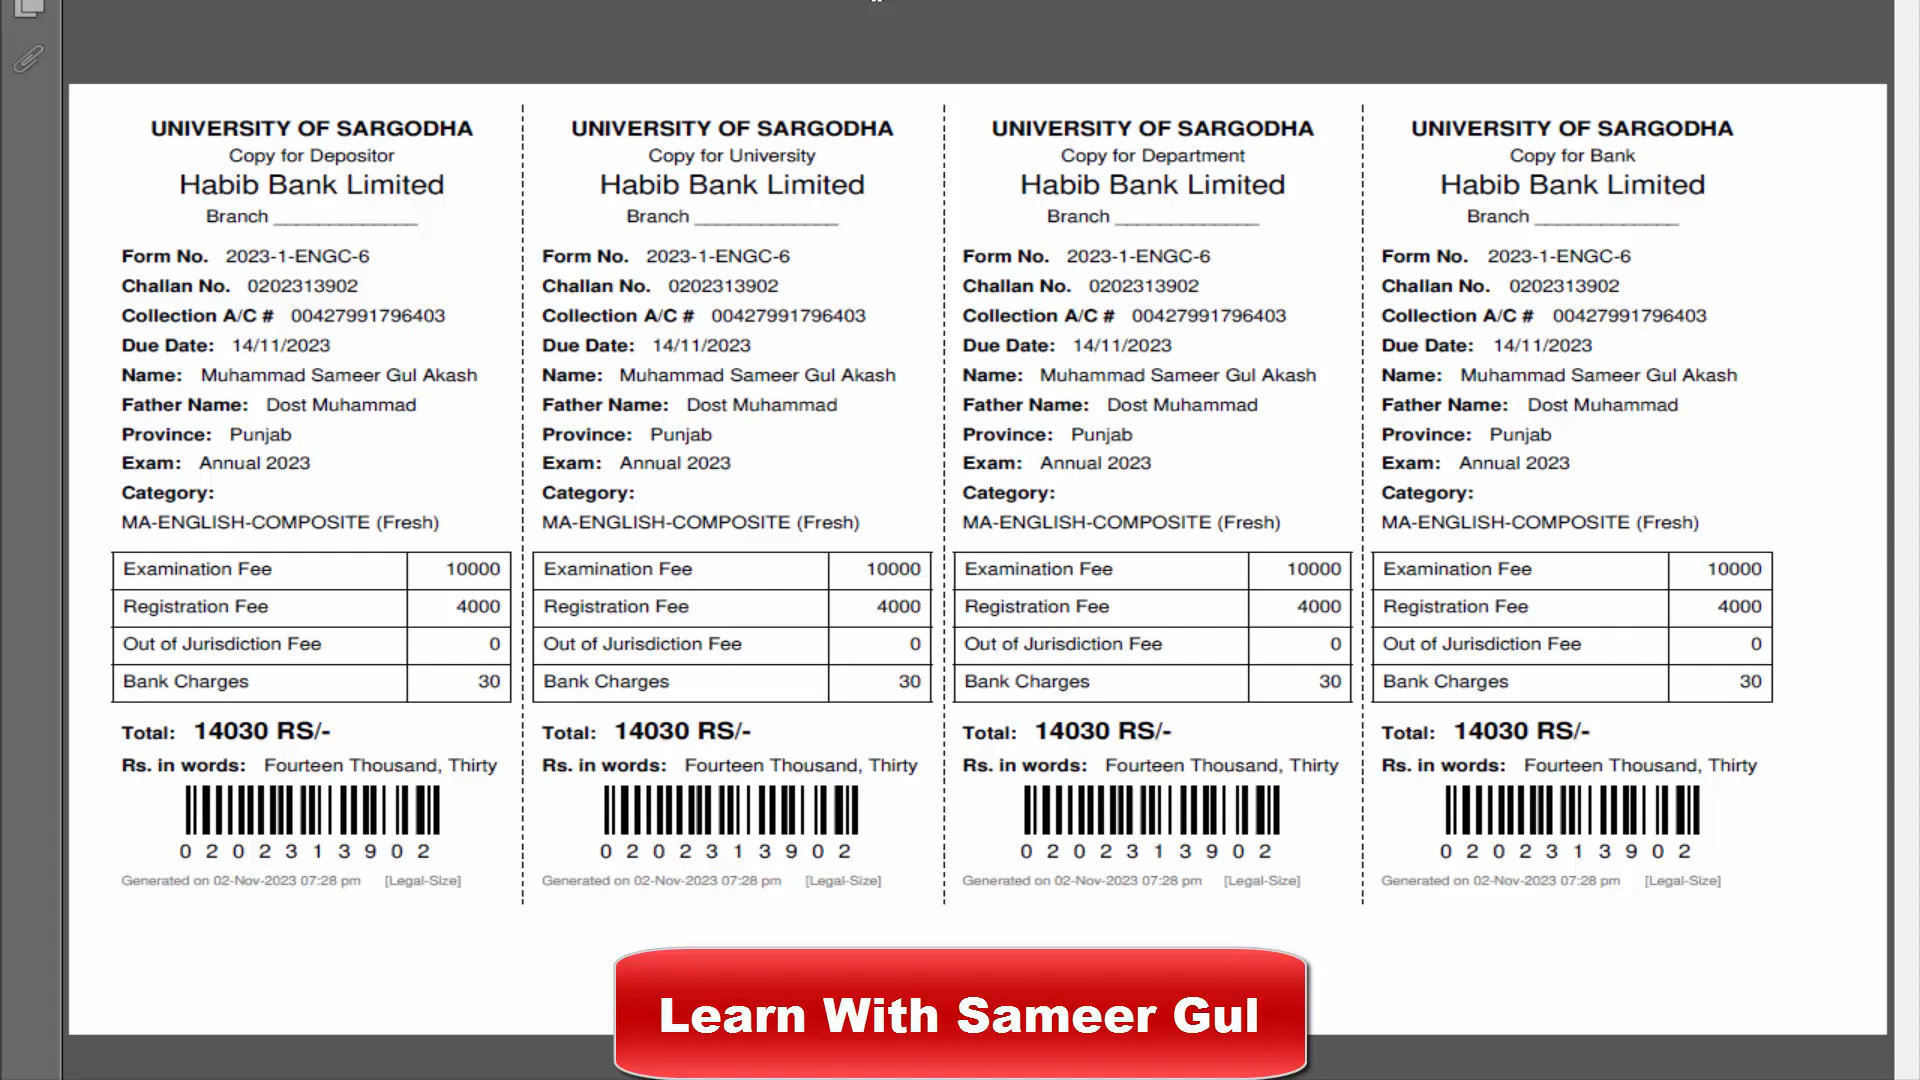 UNIVERSITY OF SARGODHA
Copy for Depositor
Habib Bank Limited
Branch _____________
Form No. 2023-1-ENGC-6
Challan No. 0202313902
Collection A/C # 00427991796403
Due Date: 14/11/2023
Name: Muhammad Sameer Gul Akash
Father Name: Dost Muhammad
Province: Punjab
Exam: Annual 2023
Category:
MA-ENGLISH-COMPOSITE (Fresh)
Examination Fee 10000
Registration Fee 4000
Out of Jurisdiction Fee 0
Bank Charges 30
Total: 14030 RS/-
Rs. in words: Fourteen Thousand, Thirty
0 2 0 2 3 1 3 9 0 2
Generated on 02-Nov-2023 07:28 pm [Legal-Size]
UNIVERSITY OF SARGODHA
Copy for University
Habib Bank Limited
Branch _____________
Form No. 2023-1-ENGC-6
Challan No. 0202313902
Collection A/C # 00427991796403
Due Date: 14/11/2023
Name: Muhammad Sameer Gul Akash
Father Name: Dost Muhammad
Province: Punjab
Exam: Annual 2023
Category:
MA-ENGLISH-COMPOSITE (Fresh)
Examination Fee 10000
Registration Fee 4000
Out of Jurisdiction Fee 0
Bank Charges 30
Total: 14030 RS/-
Rs. in words: Fourteen Thousand, Thirty
0 2 0 2 3 1 3 9 0 2
Generated on 02-Nov-2023 07:28 pm [Legal-Size]
UNIVERSITY OF SARGODHA
Copy for Department
Habib Bank Limited
Branch _____________
Form No. 2023-1-ENGC-6
Challan No. 0202313902
Collection A/C # 00427991796403
Due Date: 14/11/2023
Name: Muhammad Sameer Gul Akash
Father Name: Dost Muhammad
Province: Punjab
Exam: Annual 2023
Category:
MA-ENGLISH-COMPOSITE (Fresh)
Examination Fee 10000
Registration Fee 4000
Out of Jurisdiction Fee 0
Bank Charges 30
Total: 14030 RS/-
Rs. in words: Fourteen Thousand, Thirty
0 2 0 2 3 1 3 9 0 2
Generated on 02-Nov-2023 07:28 pm [Legal-Size]
UNIVERSITY OF SARGODHA
Copy for Bank
Habib Bank Limited
Branch _____________
Form No. 2023-1-ENGC-6
Challan No. 0202313902
Collection A/C # 00427991796403
Due Date: 14/11/2023
Name: Muhammad Sameer Gul Akash
Father Name: Dost Muhammad
Province: Punjab
Exam: Annual 2023
Category:
MA-ENGLISH-COMPOSITE (Fresh)
Examination Fee 10000
Registration Fee 4000
Out of Jurisdiction Fee 0
Bank Charges 30
Total: 14030 RS/-
Rs. in words: Fourteen Thousand, Thirty
0 2 0 2 3 1 3 9 0 2
Generated on 02-Nov-2023 07:28 pm [Legal-Size]
Learn With Sameer Gul